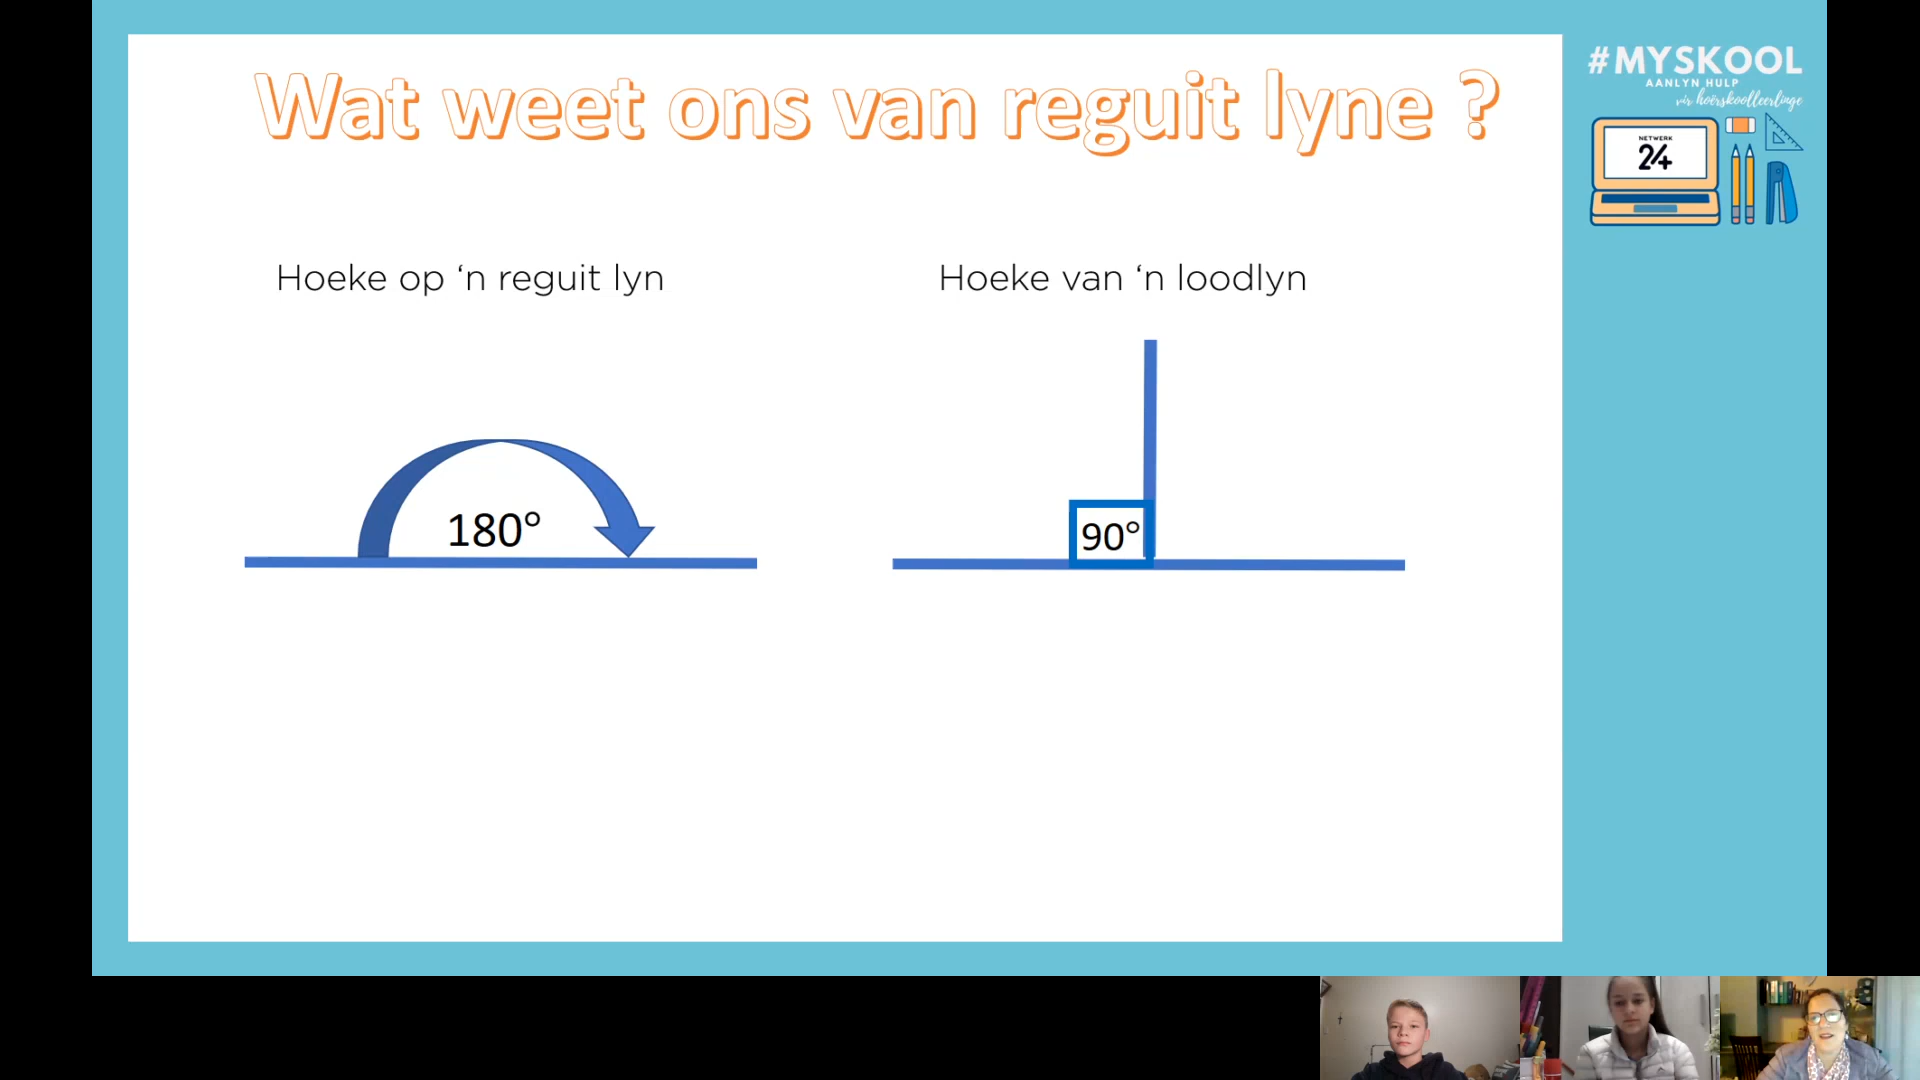 Wat weet ons van reguit lyne ?
#MYSKOOL
AANLYN HULP
vir hoërskoolleerlinge
NETWERK
24
Hoeke op ‘n reguit lyn
Hoeke van ‘n loodlyn
180°
90°